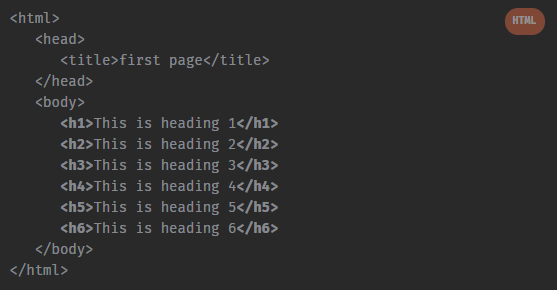 <html>
HTML
<head>
<title>first page</title>
</head>
<body>
<h1>This is heading 1</h1>
<h2>This is heading 2</h2>
<h3>This is heading 3</h3>
<h4>This is heading 4</h4>
<h5>This is heading 5</h5>
<h6>This is heading 6</h6>
</body>
</html>